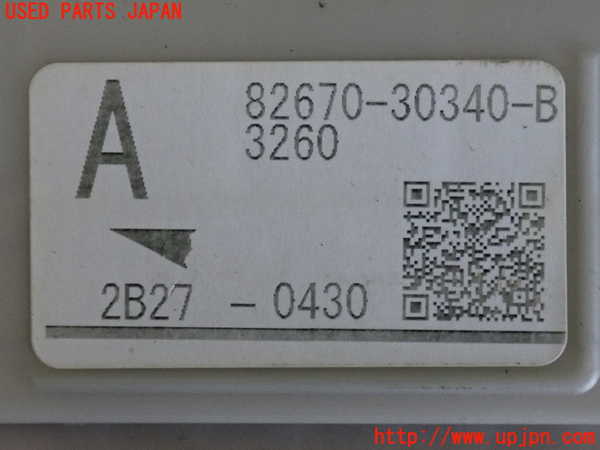 USED PARTS JAPAN
A
82670-30340-B
3260
2B27 - 0430
http://www.upjpn.com/